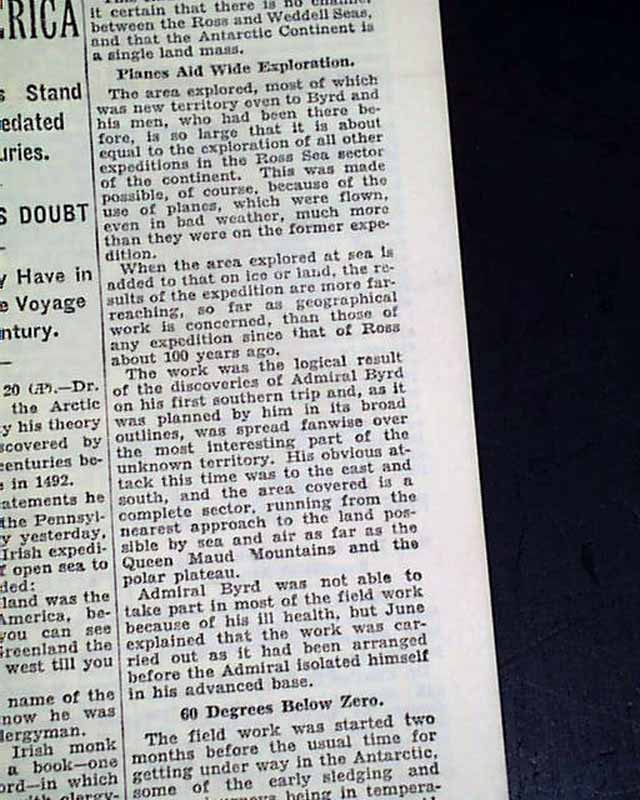 ERICA
s Stand
edated
uries.
S DOUBT
y Have in
e Voyage
ntury.
20 (AP).—Dr.
the Arctic
y his theory
scovered by
centuries be-
e in 1492.
atements he
the Pennsyl-
y yesterday,
Irish expedi-
f open sea to
ded:
land was the
America, be-
you can see
Greenland the
west till you
name of the
now he was
lergyman.
Irish monk
a book—one
ord—in which
it certain that there is no channel
between the Ross and Weddell Seas,
and that the Antarctic Continent is
a single land mass.
Planes Aid Wide Exploration.
The area explored, most of which
was new territory even to Byrd and
his men, who had been there be-
fore, is so large that it is about
equal to the exploration of all other
expeditions in the Ross Sea sector
of the continent. This was made
possible, of course, because of the
use of planes, which were flown,
even in bad weather, much more
than they were on the former expe-
dition.
When the area explored at sea is
added to that on ice or land, the re-
sults of the expedition are more far-
reaching, so far as geographical
work is concerned, than those of
any expedition since that of Ross
about 100 years ago.
The work was the logical result
of the discoveries of Admiral Byrd
on his first southern trip and, as it
was planned by him in its broad
outlines, was spread fanwise over
the most interesting part of the
unknown territory. His obvious at-
tack this time was to the east and
south, and the area covered is a
complete sector, running from the
nearest approach to the land pos-
sible by sea and air as far as the
Queen Maud Mountains and the
polar plateau.
Admiral Byrd was not able to
take part in most of the field work
because of his ill health, but June
explained that the work was car-
ried out as it had been arranged
before the Admiral isolated himself
in his advanced base.
60 Degrees Below Zero.
The field work was started two
months before the usual time for
getting under way in the Antarctic,
some of the early sledging and
being in tempera-